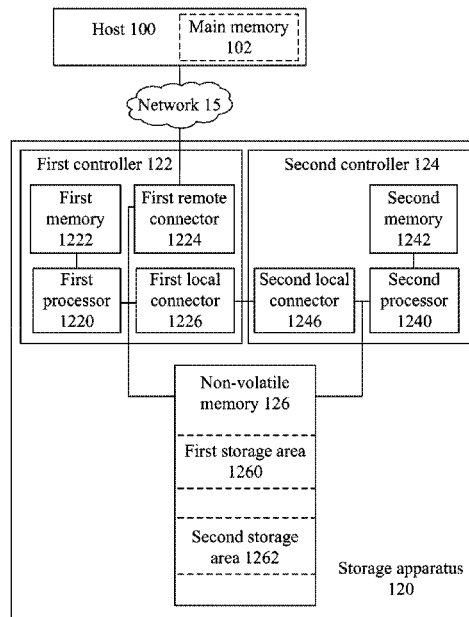 Host 100
Main memory
102
Network 15
First controller 122
Second controller 124
First
memory
1222
First remote
connector
1224
Second
memory
1242
First
processor
1220
First local
connector
1226
Second local
connector
1246
Second
processor
1240
Non-volatile
memory 126
First storage area
1260
Second storage
area 1262
Storage apparatus
120